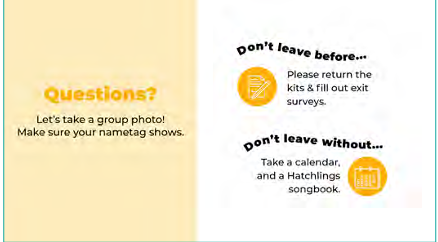 Questions?
Let's take a group photo!
Make sure your nametag shows.
Don't leave before...
Please return the
kits & fill out exit
surveys.
Don't leave without...
Take a calendar,
and a Hatchlings
songbook.